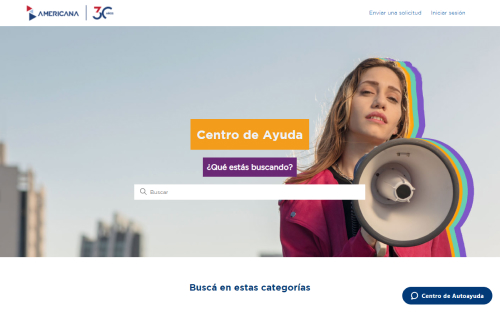 AMERICANA
30
Enviar una solicitud
Iniciar sesión
Centro de Ayuda
¿Qué estás buscando?
Buscar
Buscá en estas categorías
Centro de Autoayuda